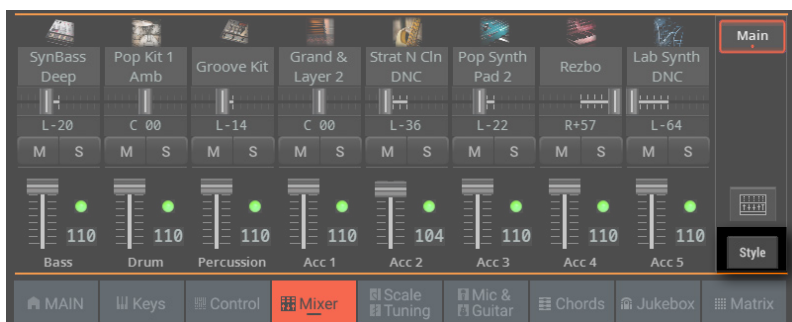 SynBass Deep
Pop Kit 1 Amb
Groove Kit
Grand & Layer 2
Strat N Cln DNC
Pop Synth Pad 2
Rezbo
Lab Synth DNC
Main
L-20 C 00 L-14 C 00 L-36 L-22 R+57 L-64
M S M S M S M S M S M S M S M S
110 110 110 110 104 110 110 110
Bass Drum Percussion Acc 1 Acc 2 Acc 3 Acc 4 Acc 5
Style
MAIN
Keys
Control
Mixer
Scale Tuning
Mic & Guitar
Chords
Jukebox
Matrix